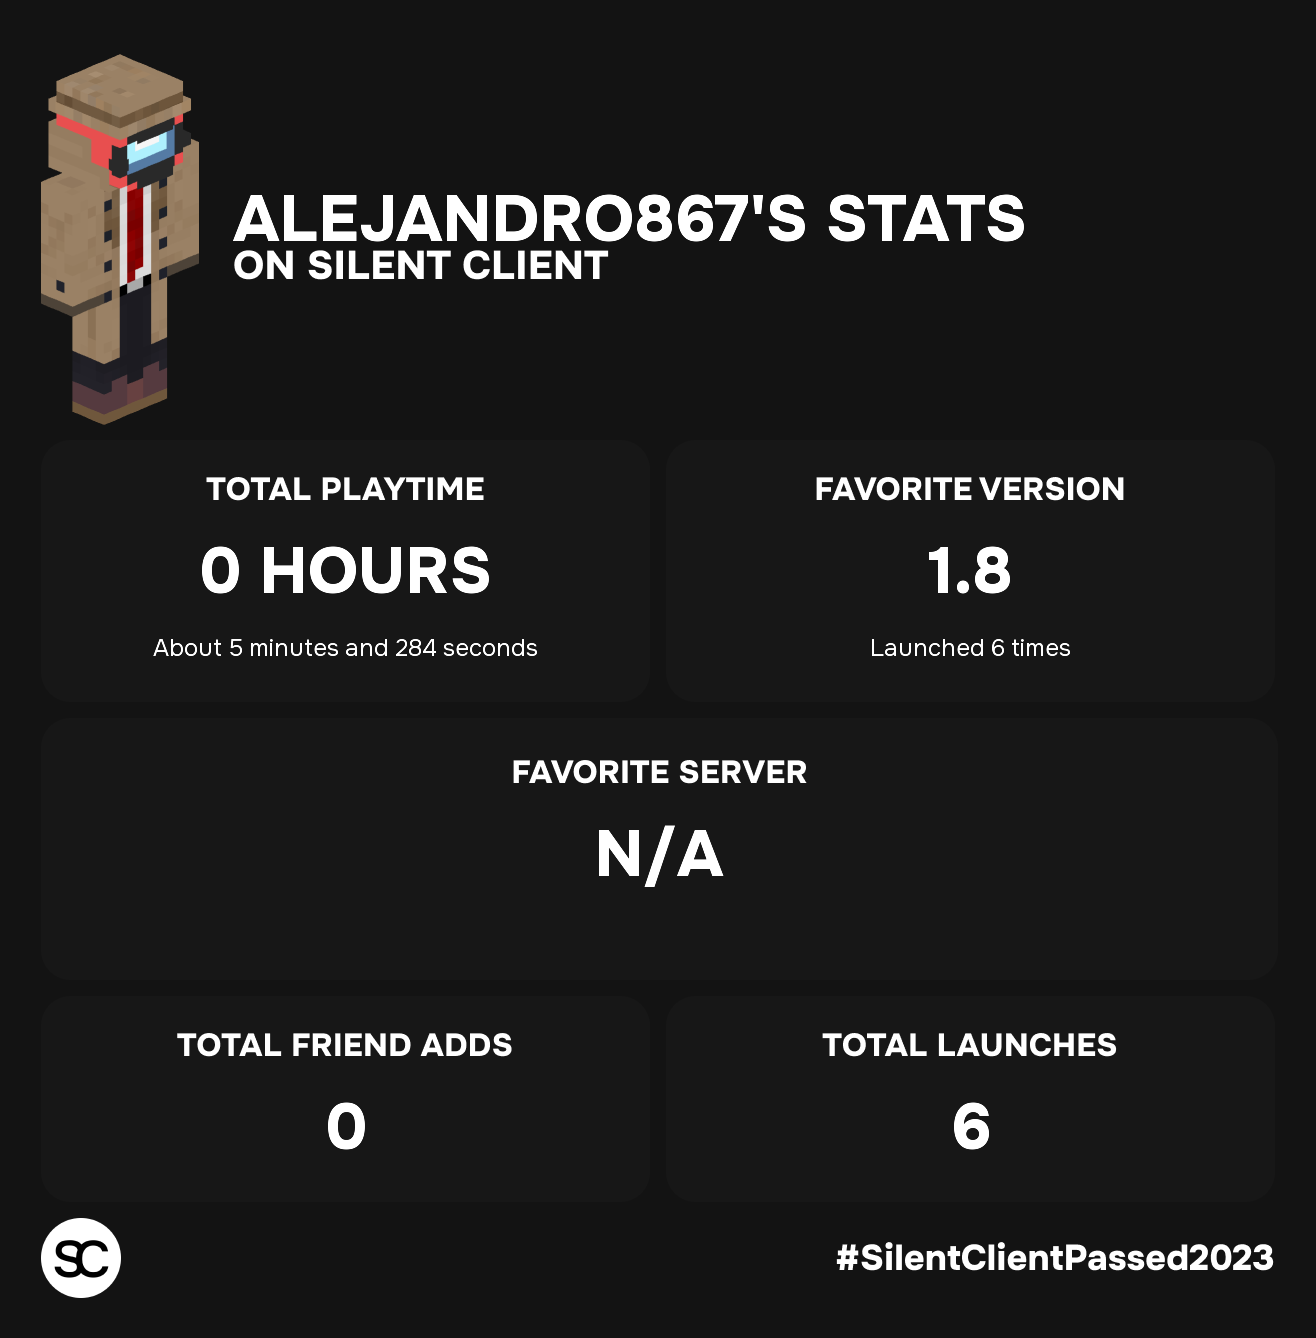 ALEJANDRO867'S STATS
ON SILENT CLIENT
TOTAL PLAYTIME
0 HOURS
About 5 minutes and 284 seconds
FAVORITE VERSION
1.8
Launched 6 times
FAVORITE SERVER
N/A
TOTAL FRIEND ADDS
0
TOTAL LAUNCHES
6
SC
#SilentClientPassed2023